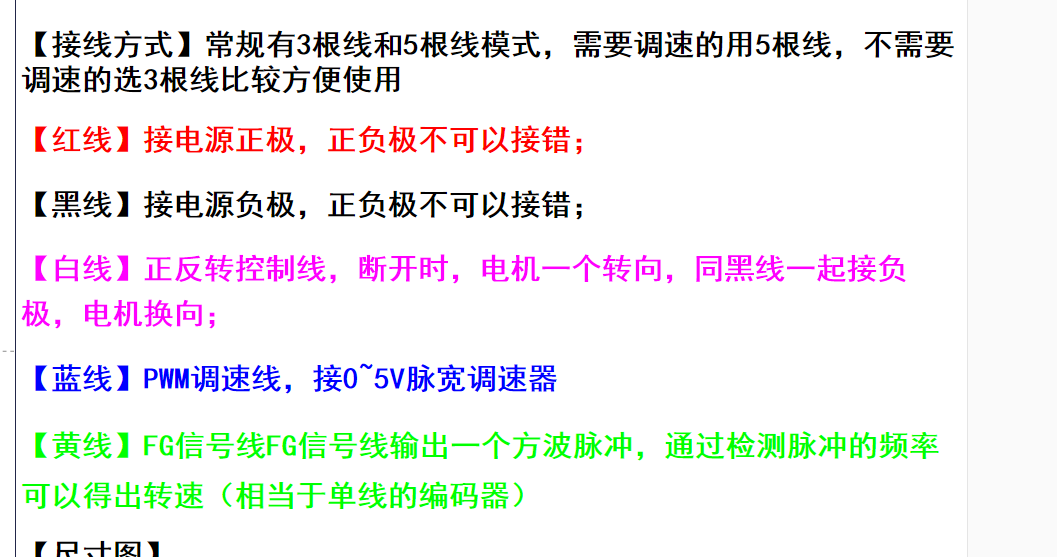 【接线方式】常规有3根线和5根线模式，需要调速的用5根线，不需要
调速的选3根线比较方便使用
【红线】接电源正极，正负极不可以接错；
【黑线】接电源负极，正负极不可以接错；
【白线】正反转控制线，断开时，电机一个转向，同黑线一起接负
极，电机换向；
【蓝线】PWM调速线，接0~5V脉宽调速器
【黄线】FG信号线FG信号线输出一个方波脉冲，通过检测脉冲的频率
可以得出转速（相当于单线的编码器）
【尺寸图】